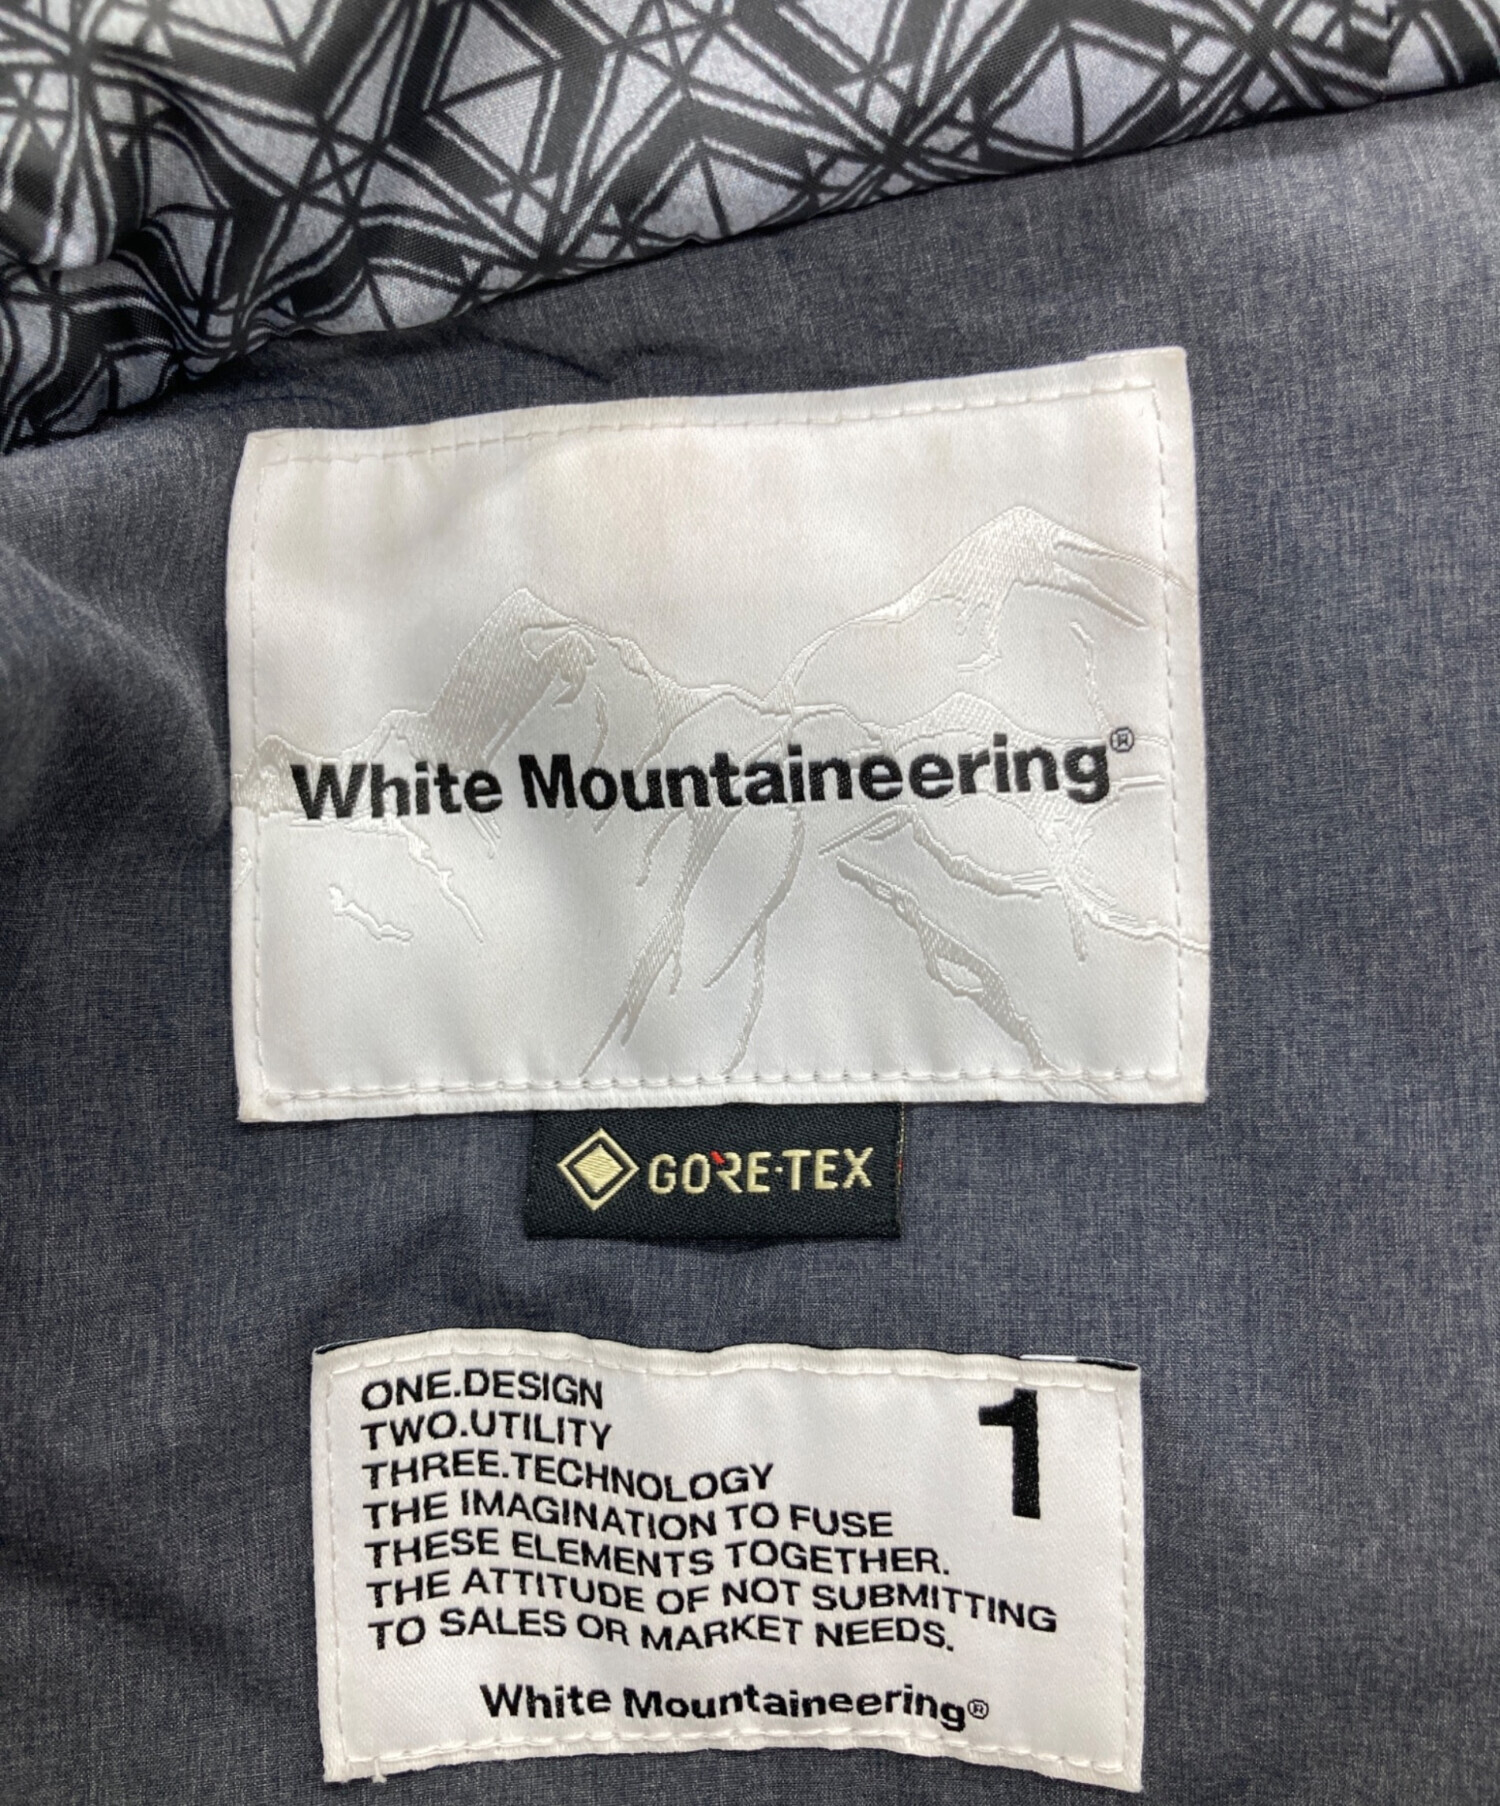 White Mountaineering®
GORE-TEX
ONE.DESIGN
TWO.UTILITY
THREE.TECHNOLOGY
THE IMAGINATION TO FUSE
THESE ELEMENTS TOGETHER.
THE ATTITUDE OF NOT SUBMITTING
TO SALES OR MARKET NEEDS.
1
White Mountaineering®